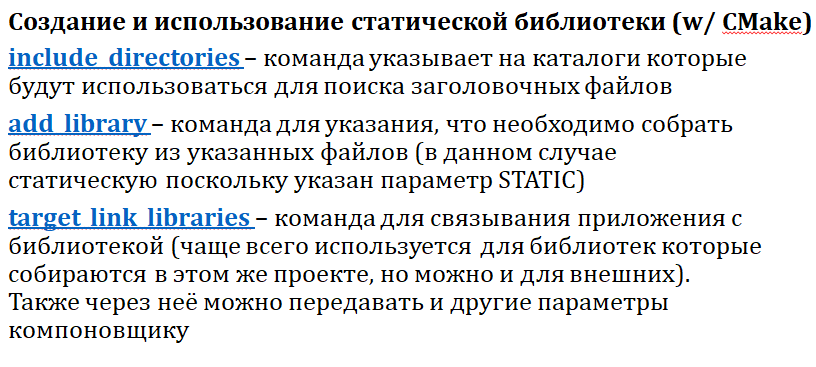 Создание и использование статической библиотеки (w/ CMake)
include_directories – команда указывает на каталоги которые
будут использоваться для поиска заголовочных файлов
add_library – команда для указания, что необходимо собрать
библиотеку из указанных файлов (в данном случае
статическую поскольку указан параметр STATIC)
target_link_libraries – команда для связывания приложения с
библиотекой (чаще всего используется для библиотек которые
собираются в этом же проекте, но можно и для внешних).
Также через неё можно передавать и другие параметры
компоновщику